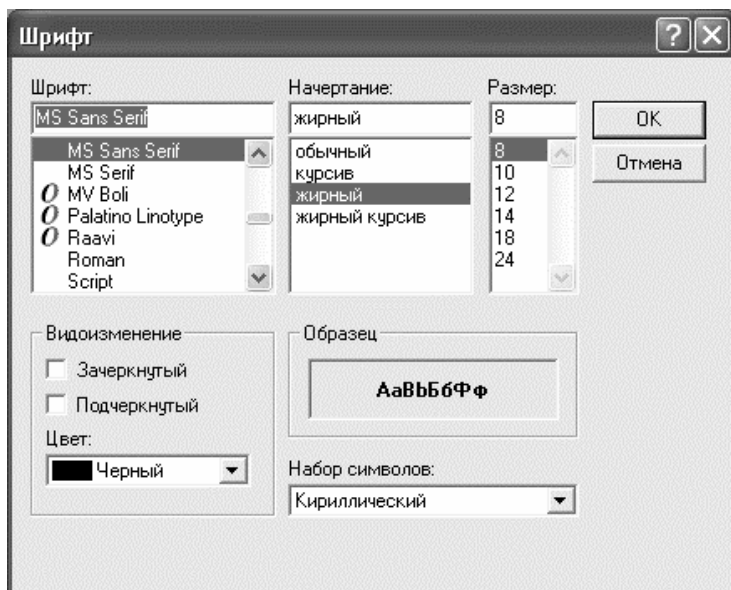 Шрифт
Шрифт:
MS Sans Serif
MS Sans Serif
MS Serif
MV Boli
Palatino Linotype
Raavi
Roman
Script
Начертание:
жирный
обычный
курсив
жирный
жирный курсив
Размер:
8
8
10
12
14
18
24
OK
Отмена
Видоизменение
Зачеркнутый
Подчеркнутый
Цвет:
Черный
Образец
АаВbБбФф
Набор символов:
Кириллический